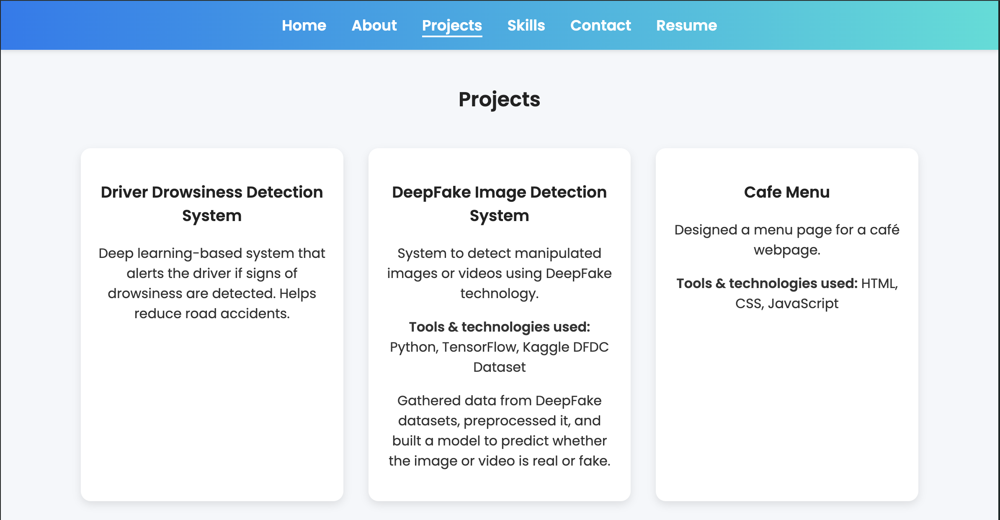 Home About Projects Skills Contact Resume
Projects
Driver Drowsiness Detection
System
Deep learning-based system that
alerts the driver if signs of
drowsiness are detected. Helps
reduce road accidents.
DeepFake Image Detection
System
System to detect manipulated
images or videos using DeepFake
technology.
Tools & technologies used:
Python, TensorFlow, Kaggle DFDC
Dataset
Gathered data from DeepFake
datasets, preprocessed it, and
built a model to predict whether
the image or video is real or fake.
Cafe Menu
Designed a menu page for a café
webpage.
Tools & technologies used: HTML,
CSS, JavaScript